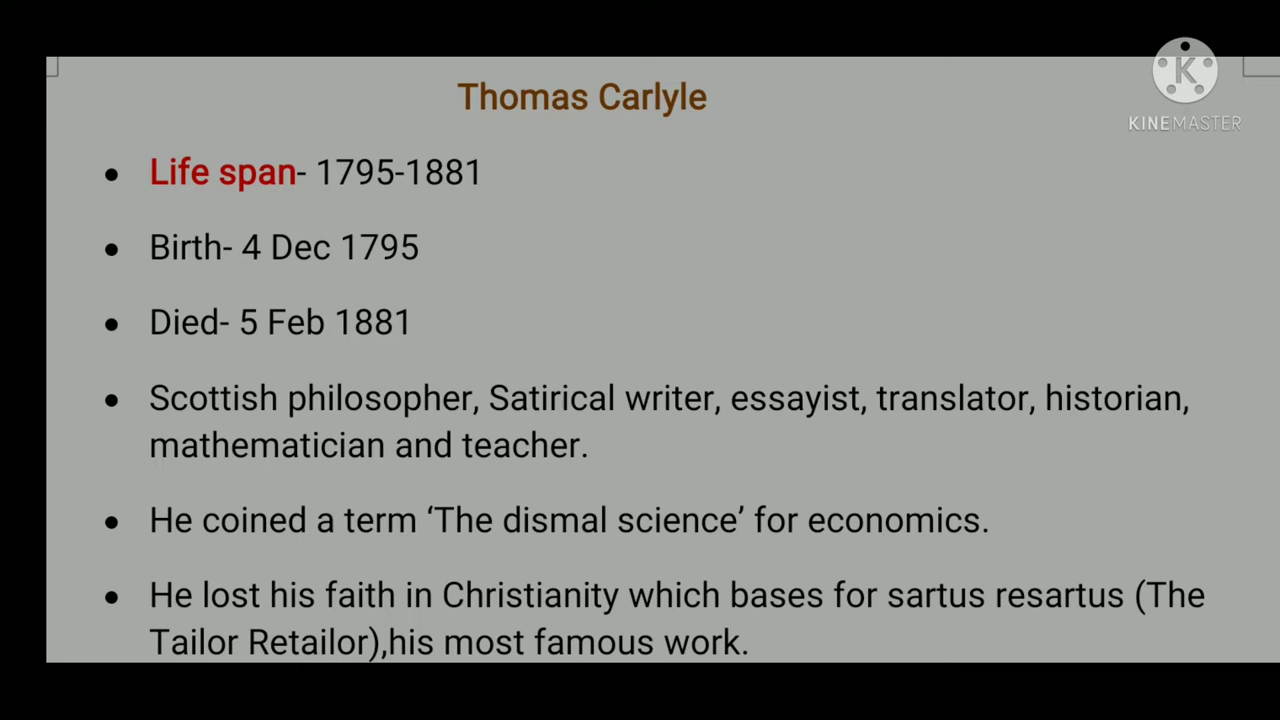 Thomas Carlyle
K
KINEMASTER
• Life span- 1795-1881
• Birth- 4 Dec 1795
• Died- 5 Feb 1881
• Scottish philosopher, Satirical writer, essayist, translator, historian,
mathematician and teacher.
• He coined a term ‘The dismal science’ for economics.
• He lost his faith in Christianity which bases for sartus resartus (The
Tailor Retailor),his most famous work.